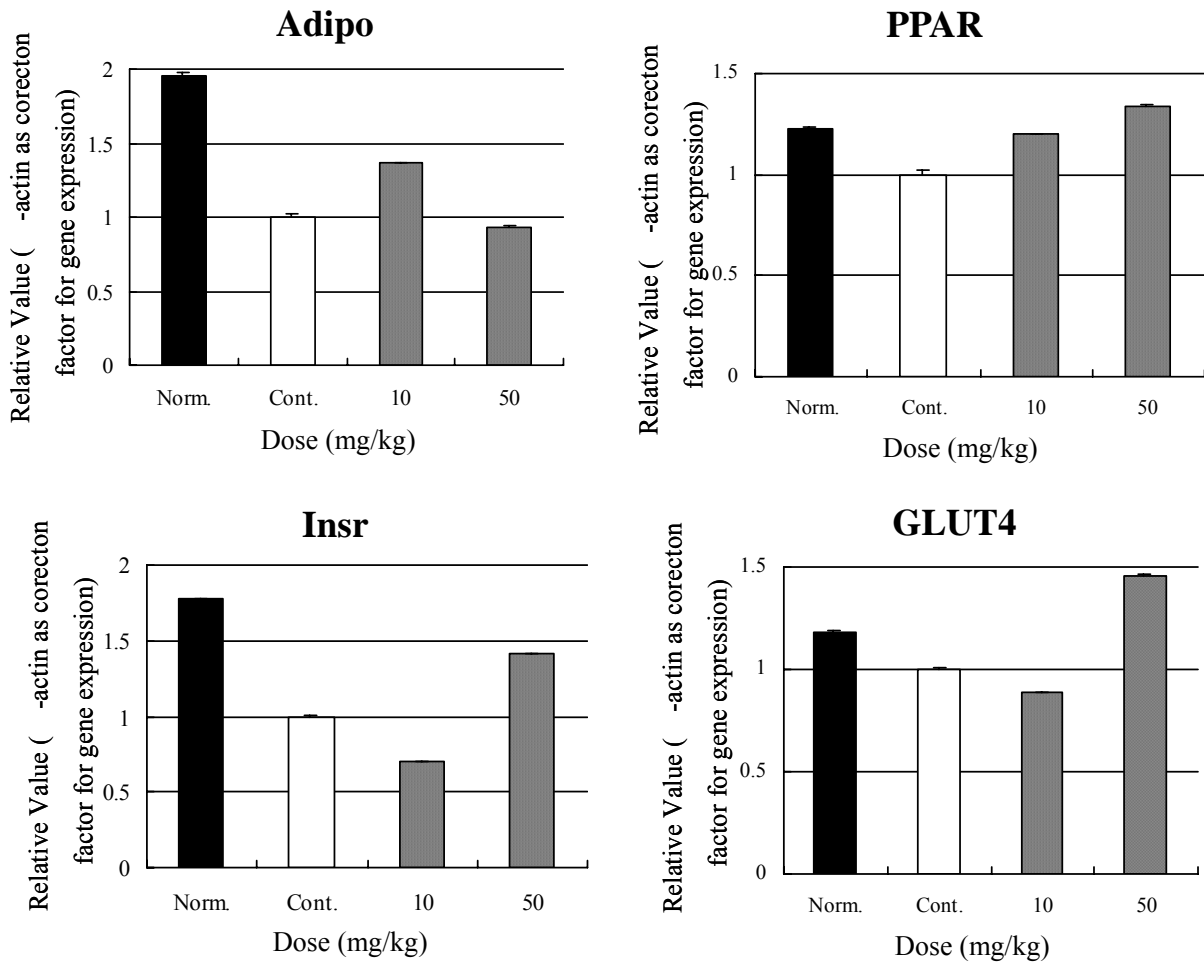 Adipo
Relative Value ( -actin as corecton
factor for gene expression)
2
1.5
1
0.5
0
Norm. Cont. 10 50
Dose (mg/kg)
PPAR
Relative Value ( -actin as corecton
factor for gene expression)
1.5
1
0.5
0
Norm. Cont. 10 50
Dose (mg/kg)
Insr
Relative Value ( -actin as corecton
factor for gene expression)
2
1.5
1
0.5
0
Norm. Cont. 10 50
Dose (mg/kg)
GLUT4
Relative Value ( -actin as corecton
factor for gene expression)
1.5
1
0.5
0
Norm. Cont. 10 50
Dose (mg/kg)